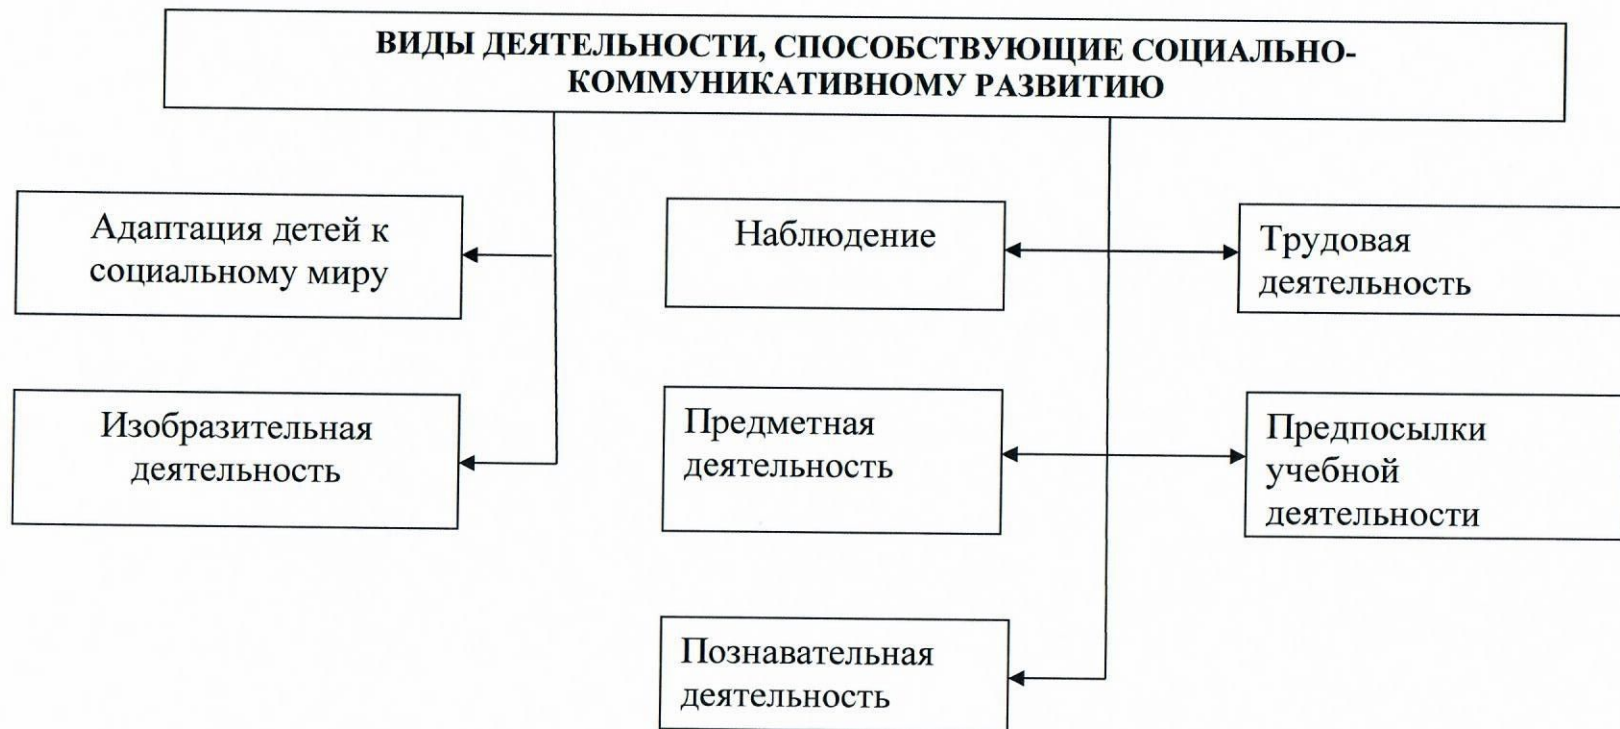 ВИДЫ ДЕЯТЕЛЬНОСТИ, СПОСОБСТВУЮЩИЕ СОЦИАЛЬНО-
КОММУНИКАТИВНОМУ РАЗВИТИЮ
Адаптация детей к
социальному миру
Наблюдение
Трудовая
деятельность
Изобразительная
деятельность
Предметная
деятельность
Предпосылки
учебной
деятельности
Познавательная
деятельность